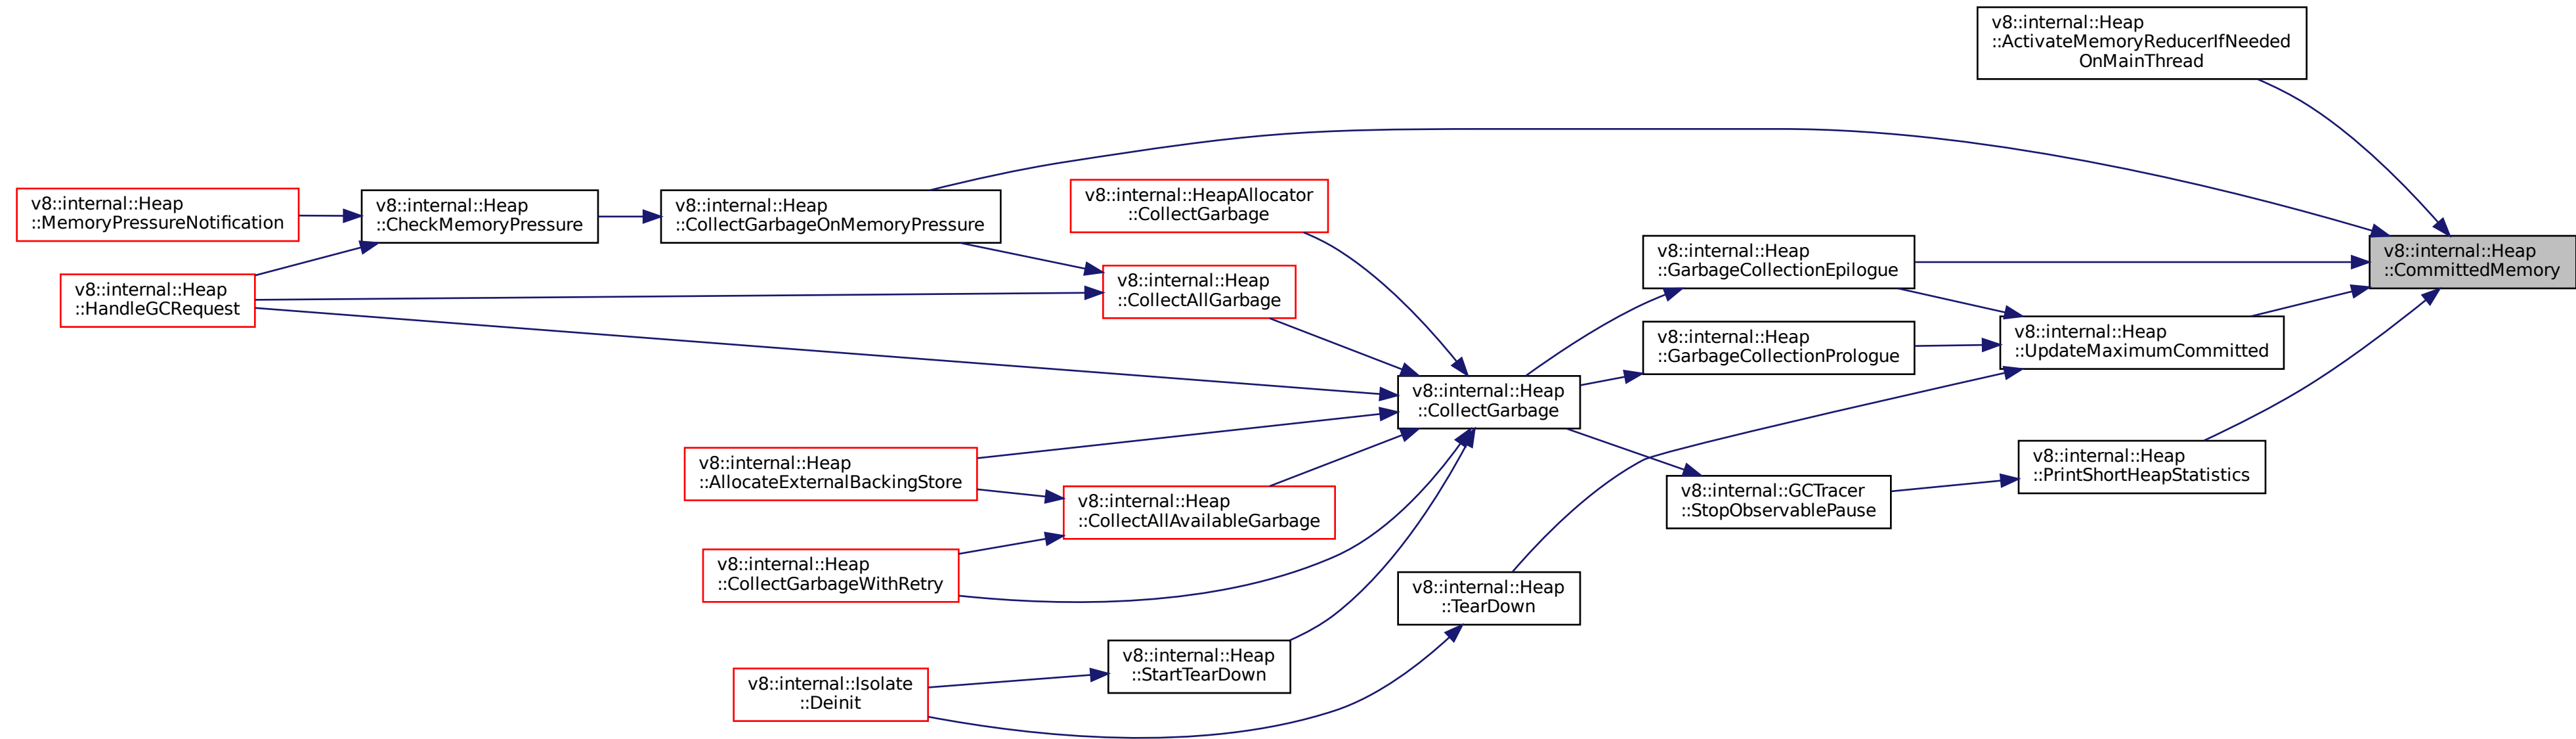 v8::internal::Heap
::ActivateMemoryReducerIfNeeded
OnMainThread
v8::internal::Heap
::MemoryPressureNotification
v8::internal::Heap
::CheckMemoryPressure
v8::internal::Heap
::CollectGarbageOnMemoryPressure
v8::internal::HeapAllocator
::CollectGarbage
v8::internal::Heap
::GarbageCollectionEpilogue
v8::internal::Heap
::CommittedMemory
v8::internal::Heap
::HandleGCRequest
v8::internal::Heap
::CollectAllGarbage
v8::internal::Heap
::GarbageCollectionPrologue
v8::internal::Heap
::UpdateMaximumCommitted
v8::internal::Heap
::CollectGarbage
v8::internal::Heap
::AllocateExternalBackingStore
v8::internal::Heap
::CollectAllAvailableGarbage
v8::internal::GCTracer
::StopObservablePause
v8::internal::Heap
::PrintShortHeapStatistics
v8::internal::Heap
::CollectGarbageWithRetry
v8::internal::Heap
::TearDown
v8::internal::Heap
::StartTearDown
v8::internal::Isolate
::Deinit